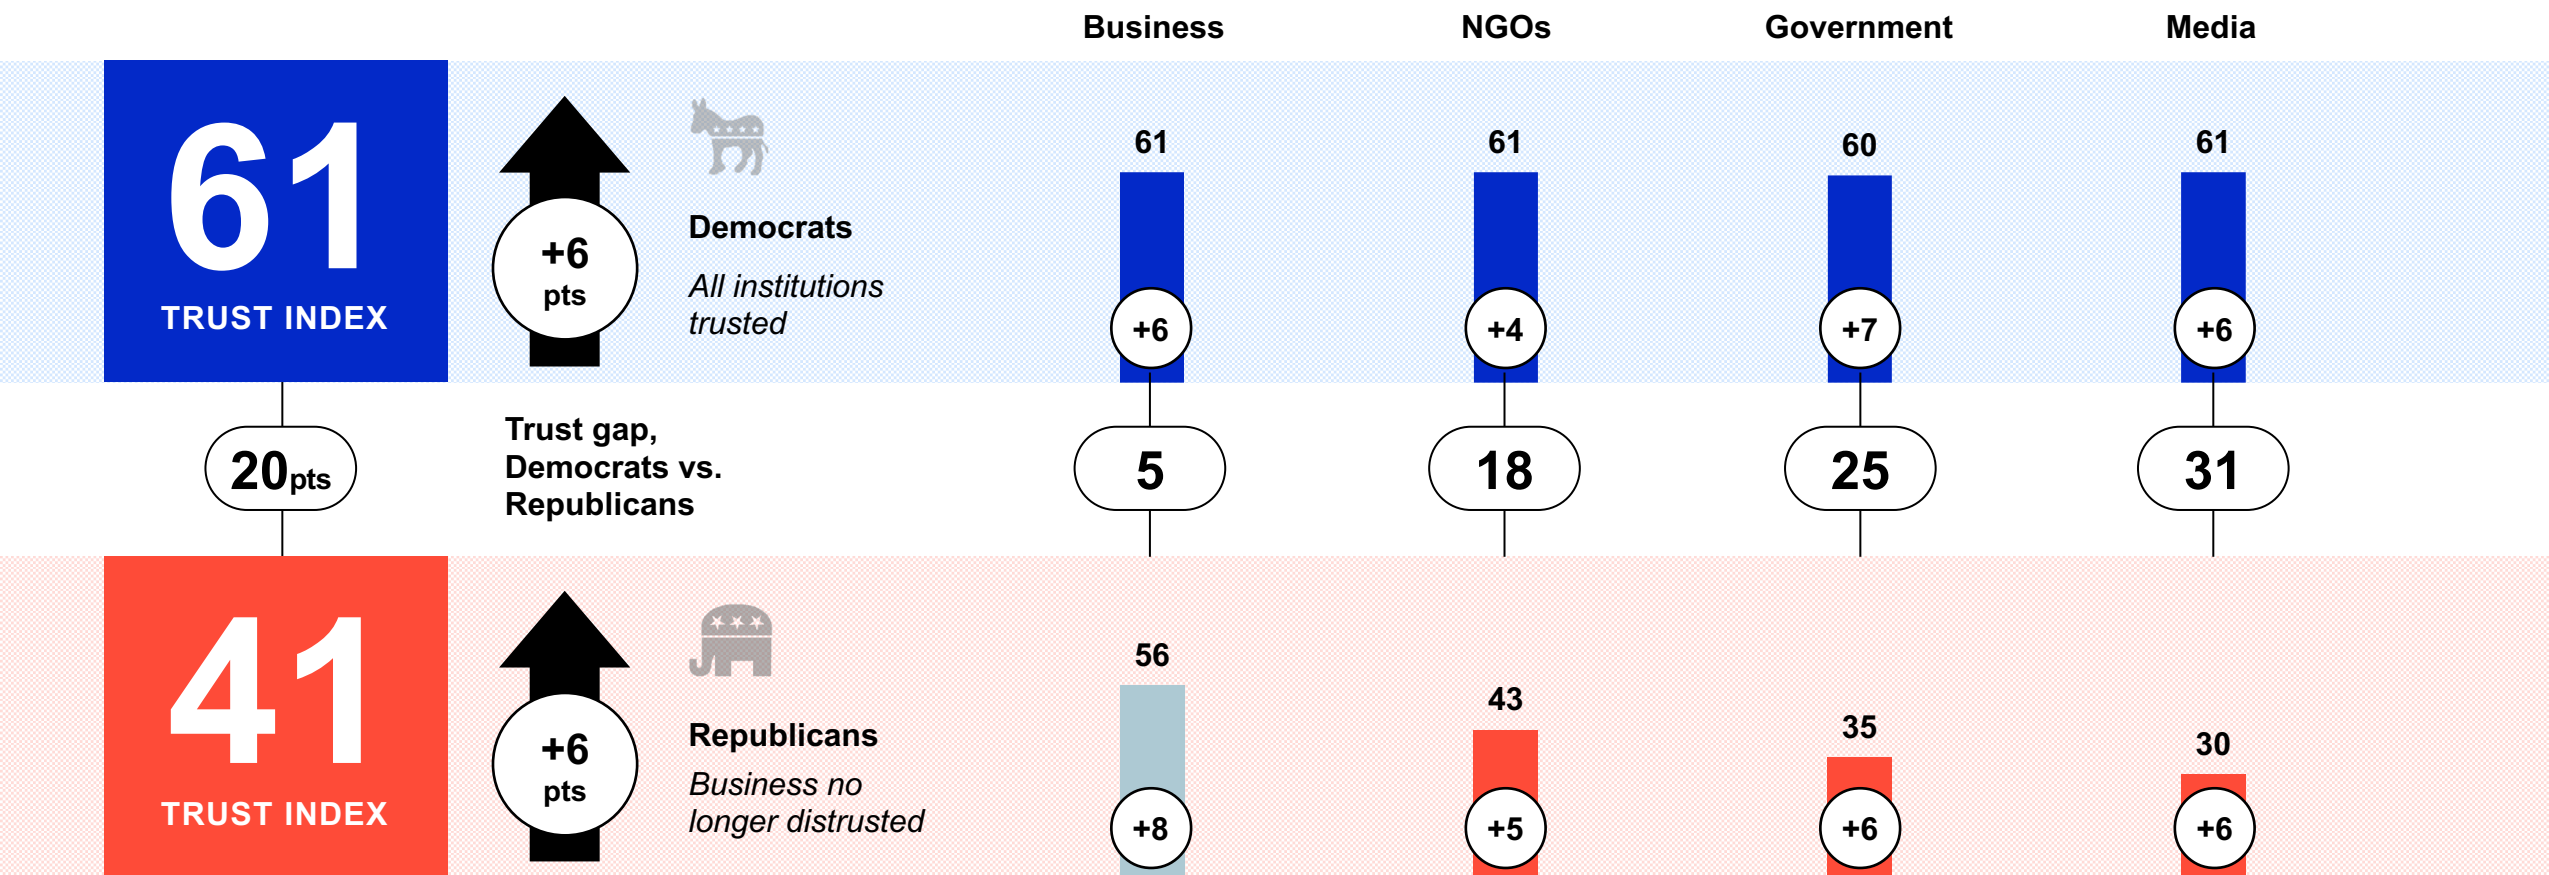 Business NGOs Government Media
61
TRUST INDEX
+6
pts
Democrats
All institutions
trusted
61 61 60 61
+6 +4 +7 +6
20pts
Trust gap,
Democrats vs.
Republicans
5 18 25 31
41
TRUST INDEX
+6
pts
Republicans
Business no
longer distrusted
56 43 35 30
+8 +5 +6 +6